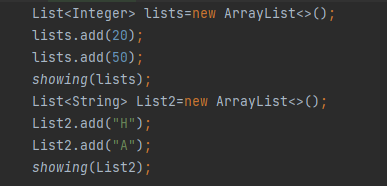 List<Integer> lists=new ArrayList<>();
lists.add(20);
lists.add(50);
showing(lists);
List<String> List2=new ArrayList<>();
List2.add("H");
List2.add("A");
showing(List2);